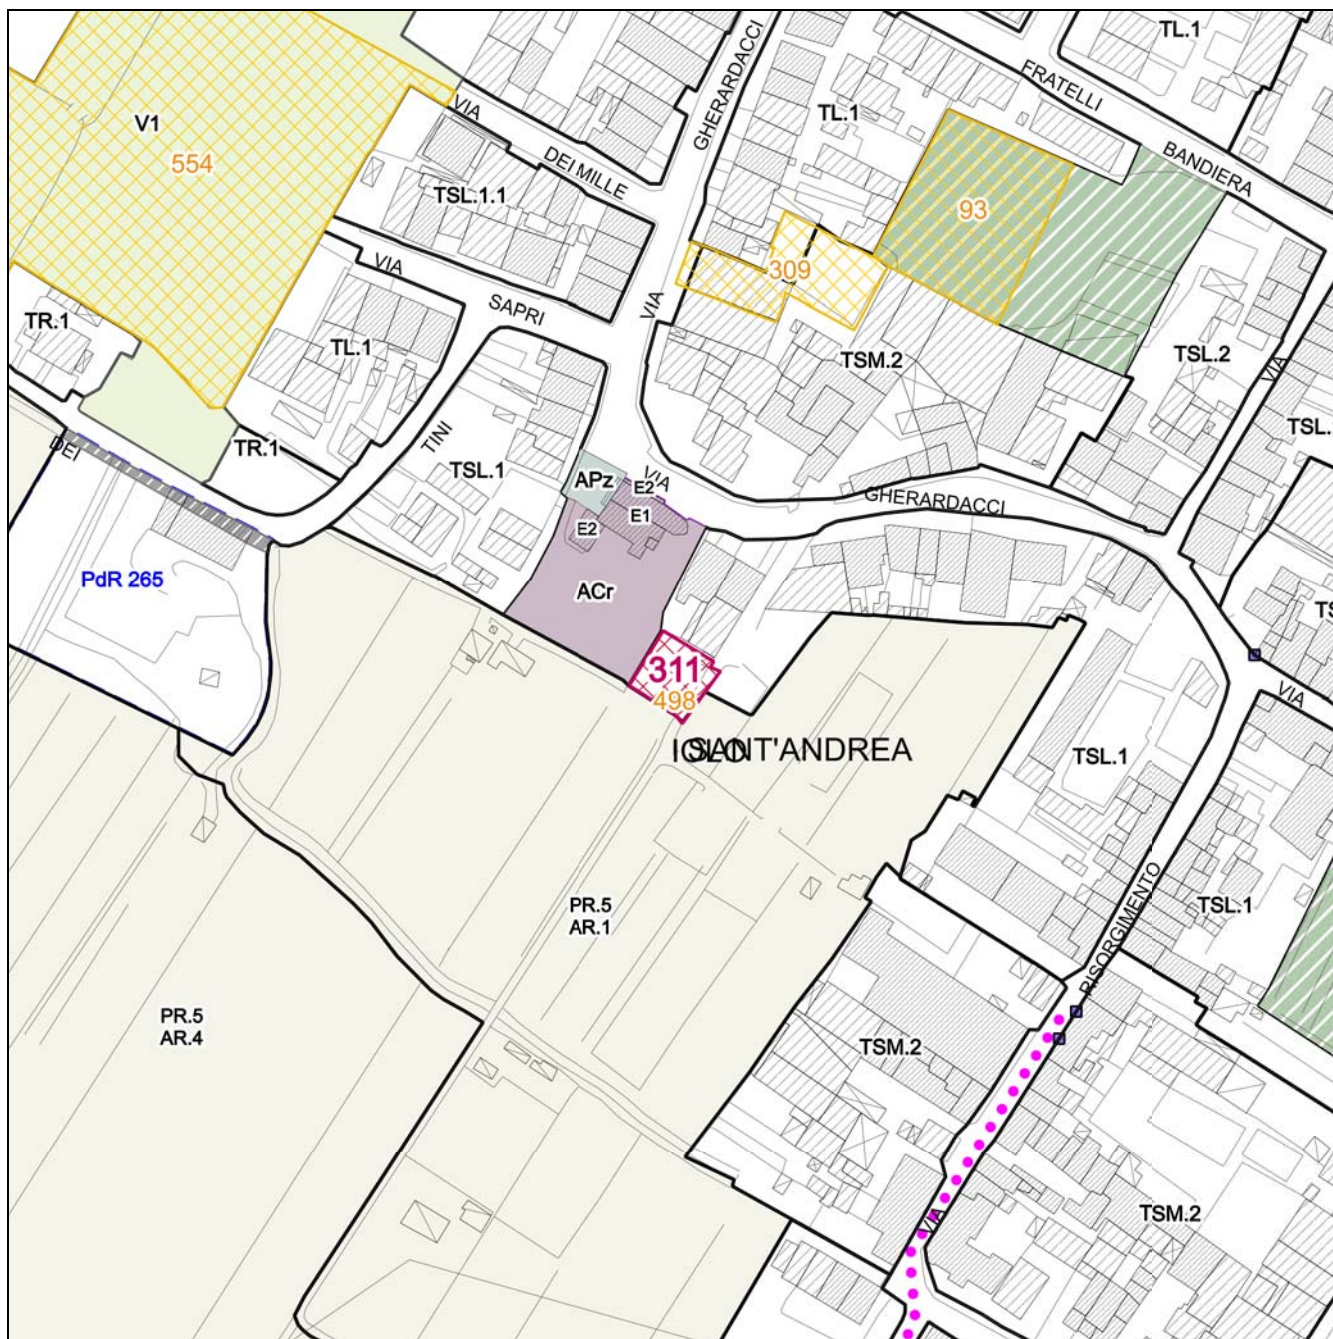 TL.1
GHERARDACCI
FRATELLI
V1
554
VIA
TL.1
BANDIERA
DEI MILLE
TSL.1.1
93
VIA
309
VIA
SAPRI
TR.1
TL.1
TSM.2
TSL.2
VIA
TSL.
DEI
TR.1
TINI
TSL.1
APz
VIA
E2
E1
E2
GHERARDACCI
PdR 265
ACr
311
498
VIA
IOLO
SANT'ANDREA
TSL.1
RISORGIMENTO
TSL.1
PR.5
AR.1
PR.5
AR.4
TSM.2
VIA
TSM.2